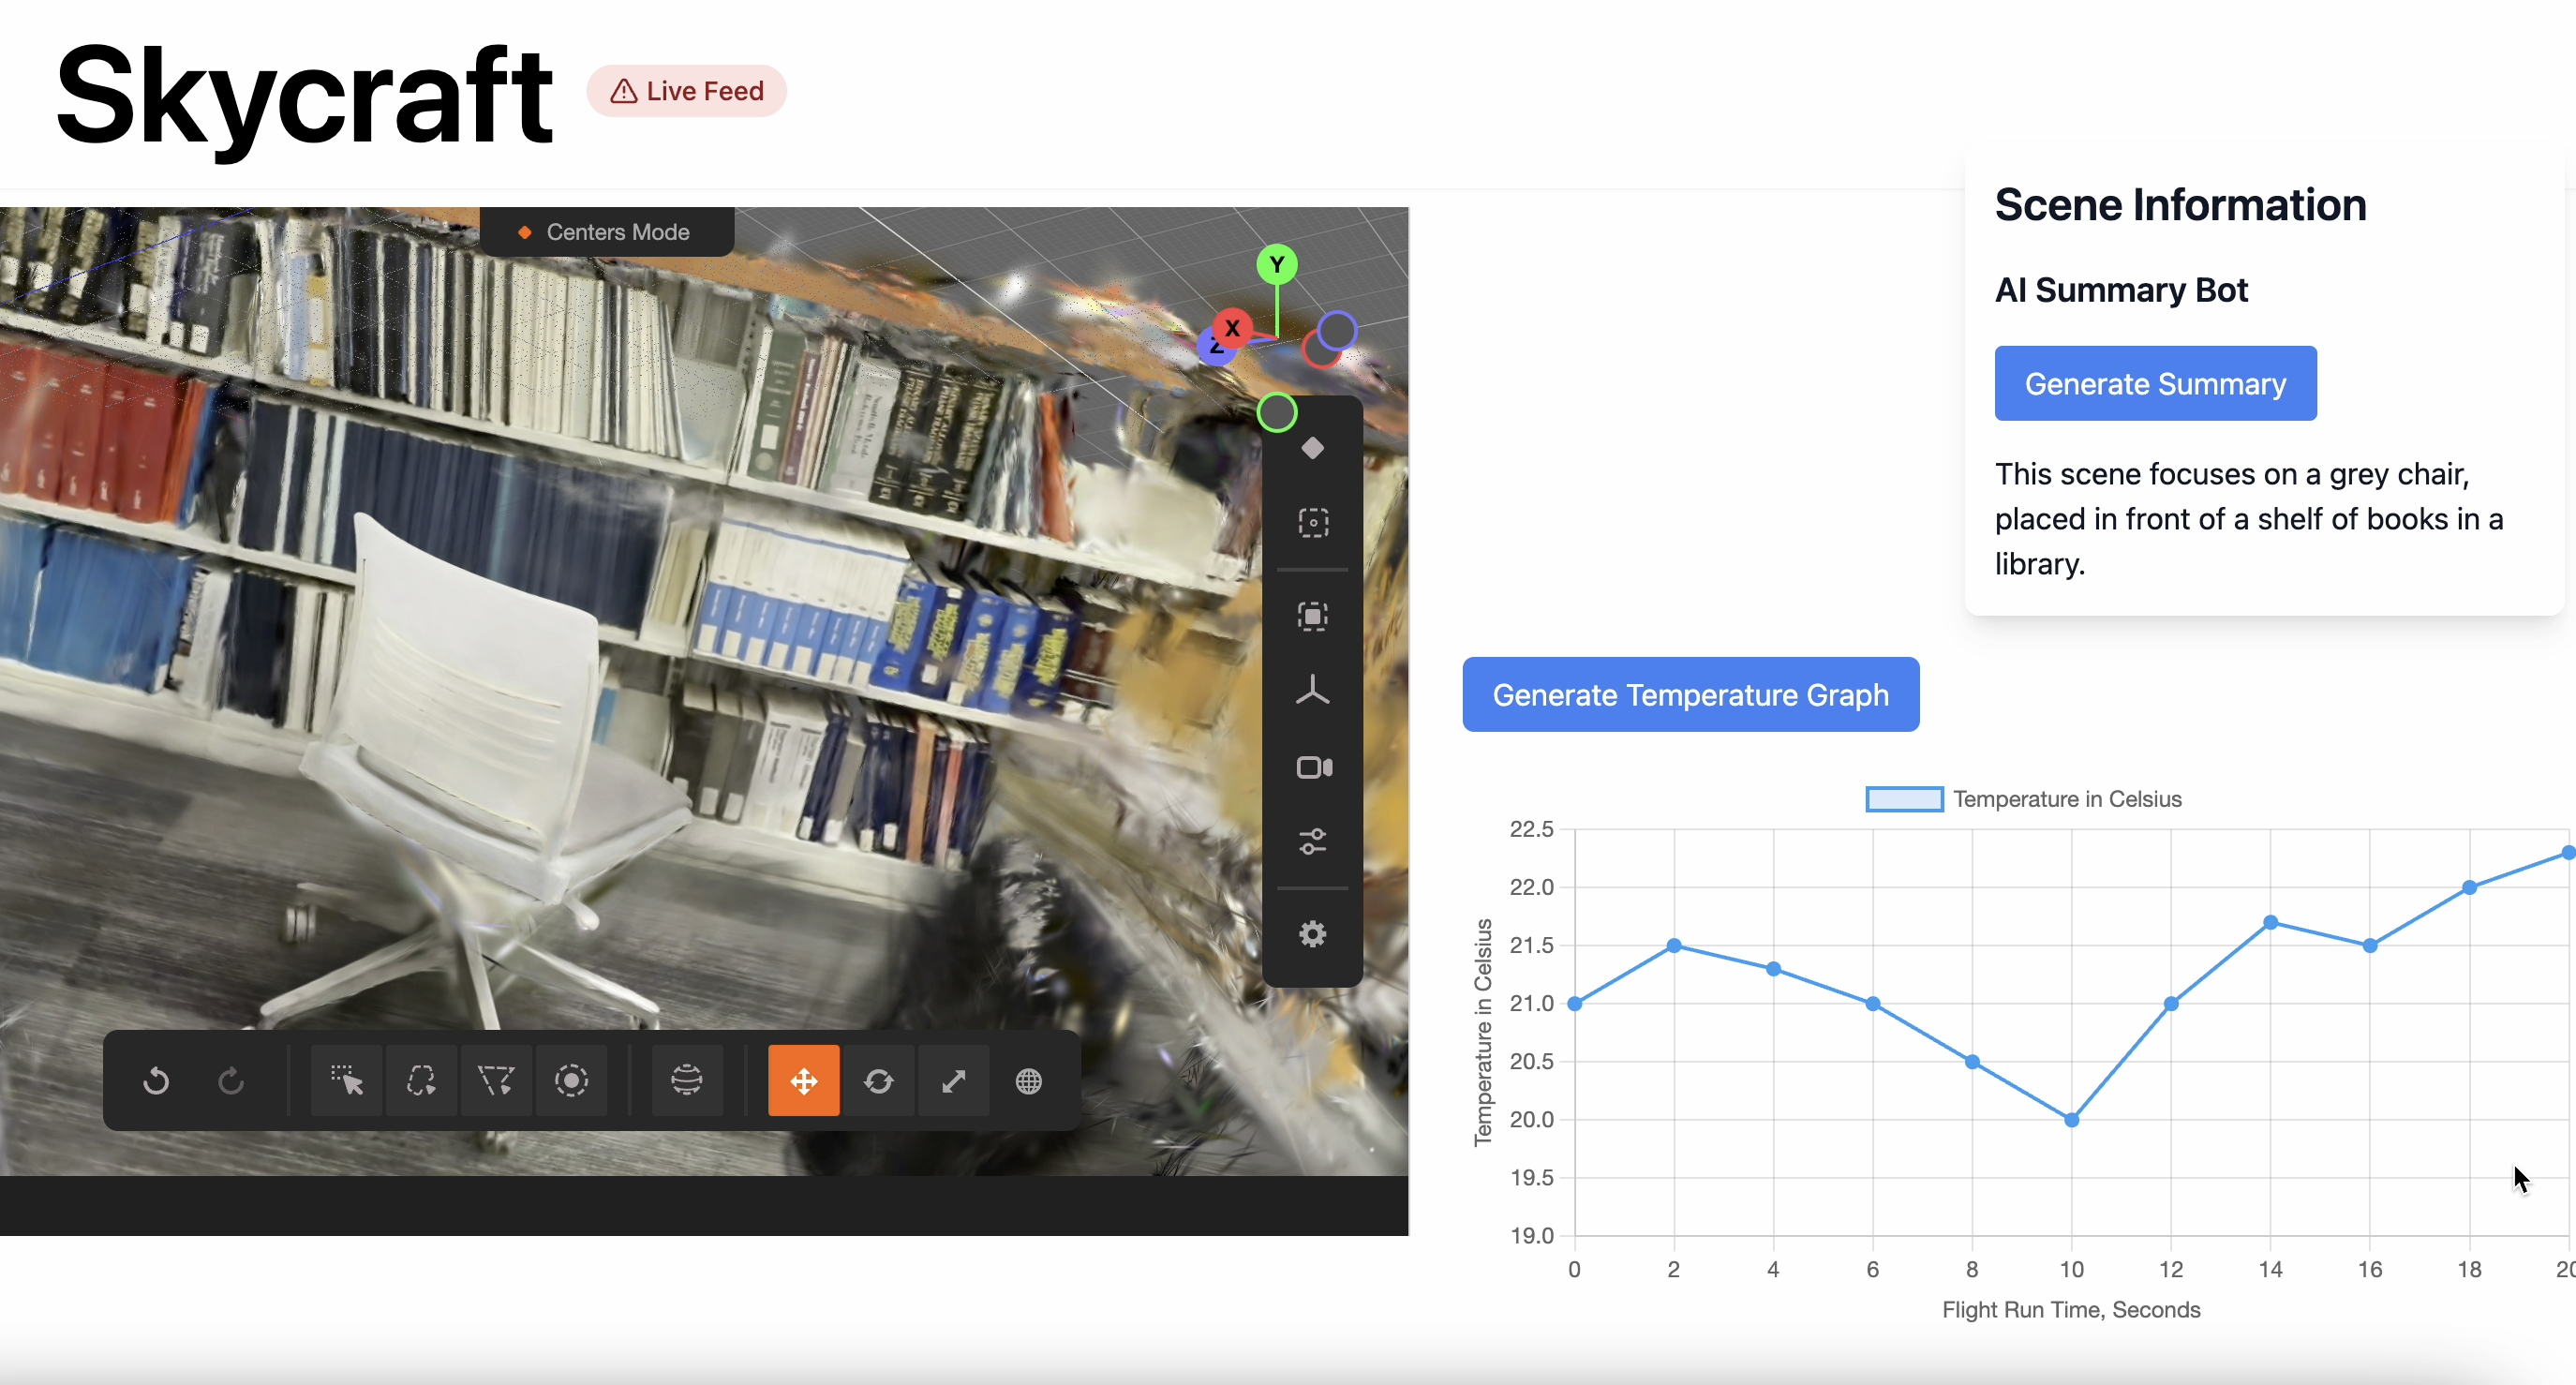 Skycraft
Live Feed
Centers Mode
Y
X
Z
Scene Information
AI Summary Bot
Generate Summary
This scene focuses on a grey chair,
placed in front of a shelf of books in a
library.
Generate Temperature Graph
Temperature in Celsius
Temperature in Celsius
22.5
22.0
21.5
21.0
20.5
20.0
19.5
19.0
0 2 4 6 8 10 12 14 16 18 20
Flight Run Time, Seconds